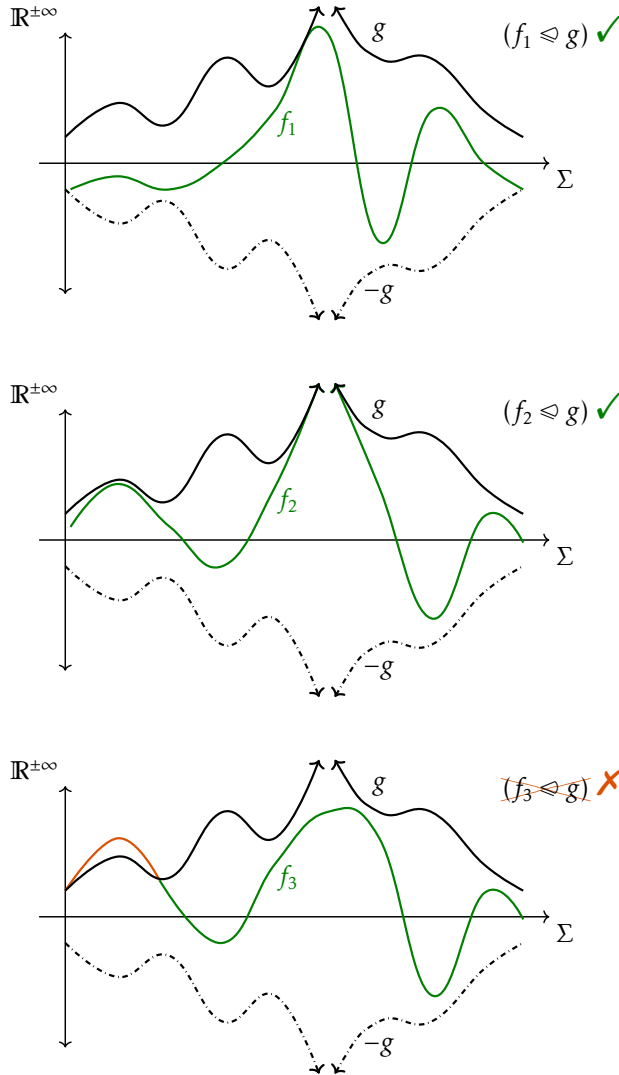 ℝ^{±∞}
g
(f₁ ⩿ g) ✓
f₁
Σ
−g
ℝ^{±∞}
g
(f₂ ⩿ g) ✓
f₂
Σ
−g
ℝ^{±∞}
g
(f₃ ⩿ g) ✗
f₃
Σ
−g